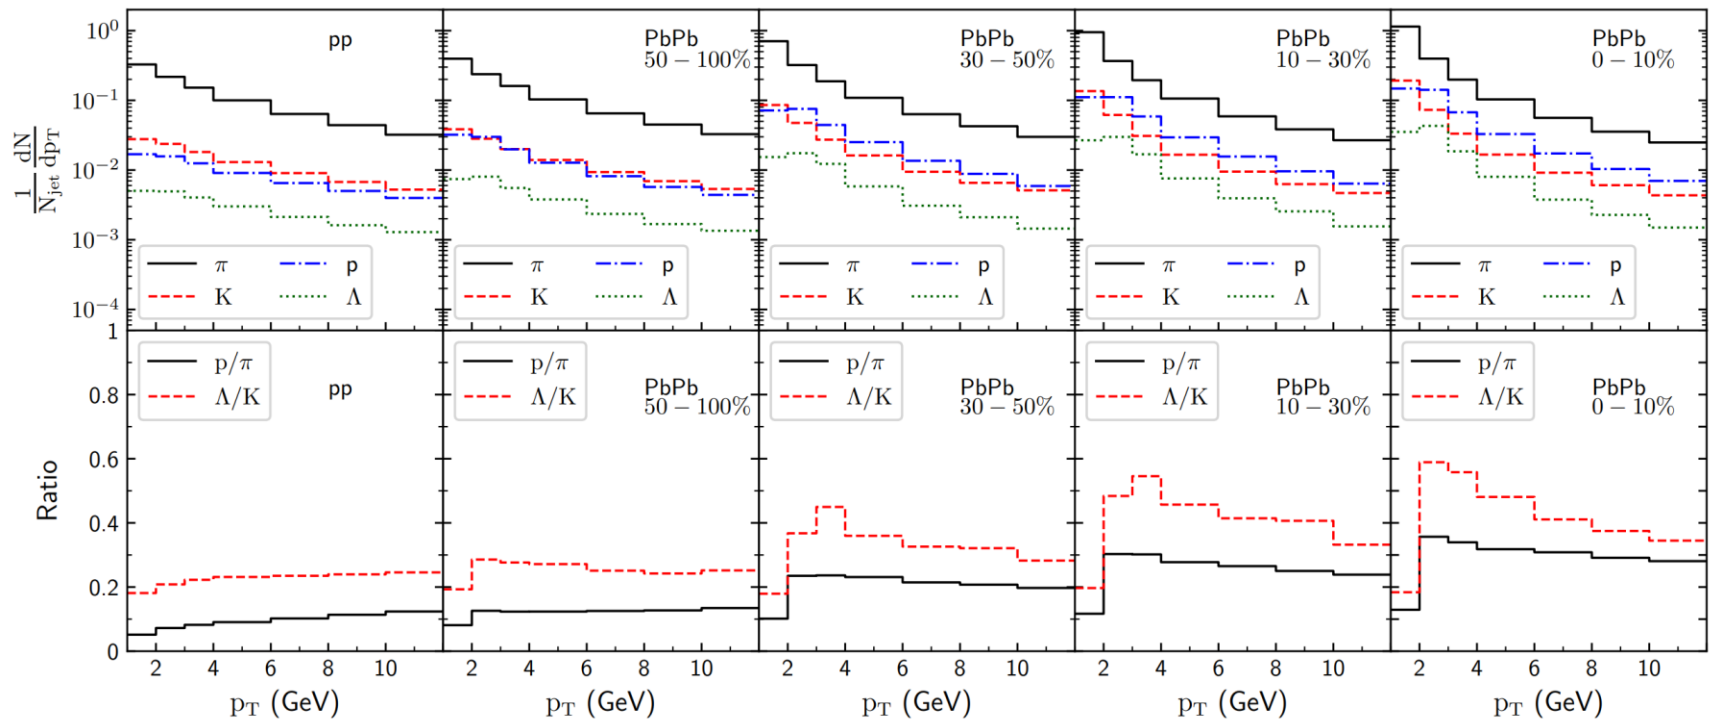 10⁰
10⁻¹
10⁻²
10⁻³
10⁻⁴
1/N_jet dN/dp_T
pp
π p
K Λ
PbPb
50 − 100%
π p
K Λ
PbPb
30 − 50%
π p
K Λ
PbPb
10 − 30%
π p
K Λ
PbPb
0 − 10%
π p
K Λ
1
0.8
0.6
0.4
0.2
0
Ratio
p/π
Λ/K
pp
p/π
Λ/K
PbPb
50 − 100%
p/π
Λ/K
PbPb
30 − 50%
p/π
Λ/K
PbPb
10 − 30%
p/π
Λ/K
PbPb
0 − 10%
2 4 6 8 10 2 4 6 8 10 2 4 6 8 10 2 4 6 8 10 2 4 6 8 10
p_T (GeV) p_T (GeV) p_T (GeV) p_T (GeV) p_T (GeV)